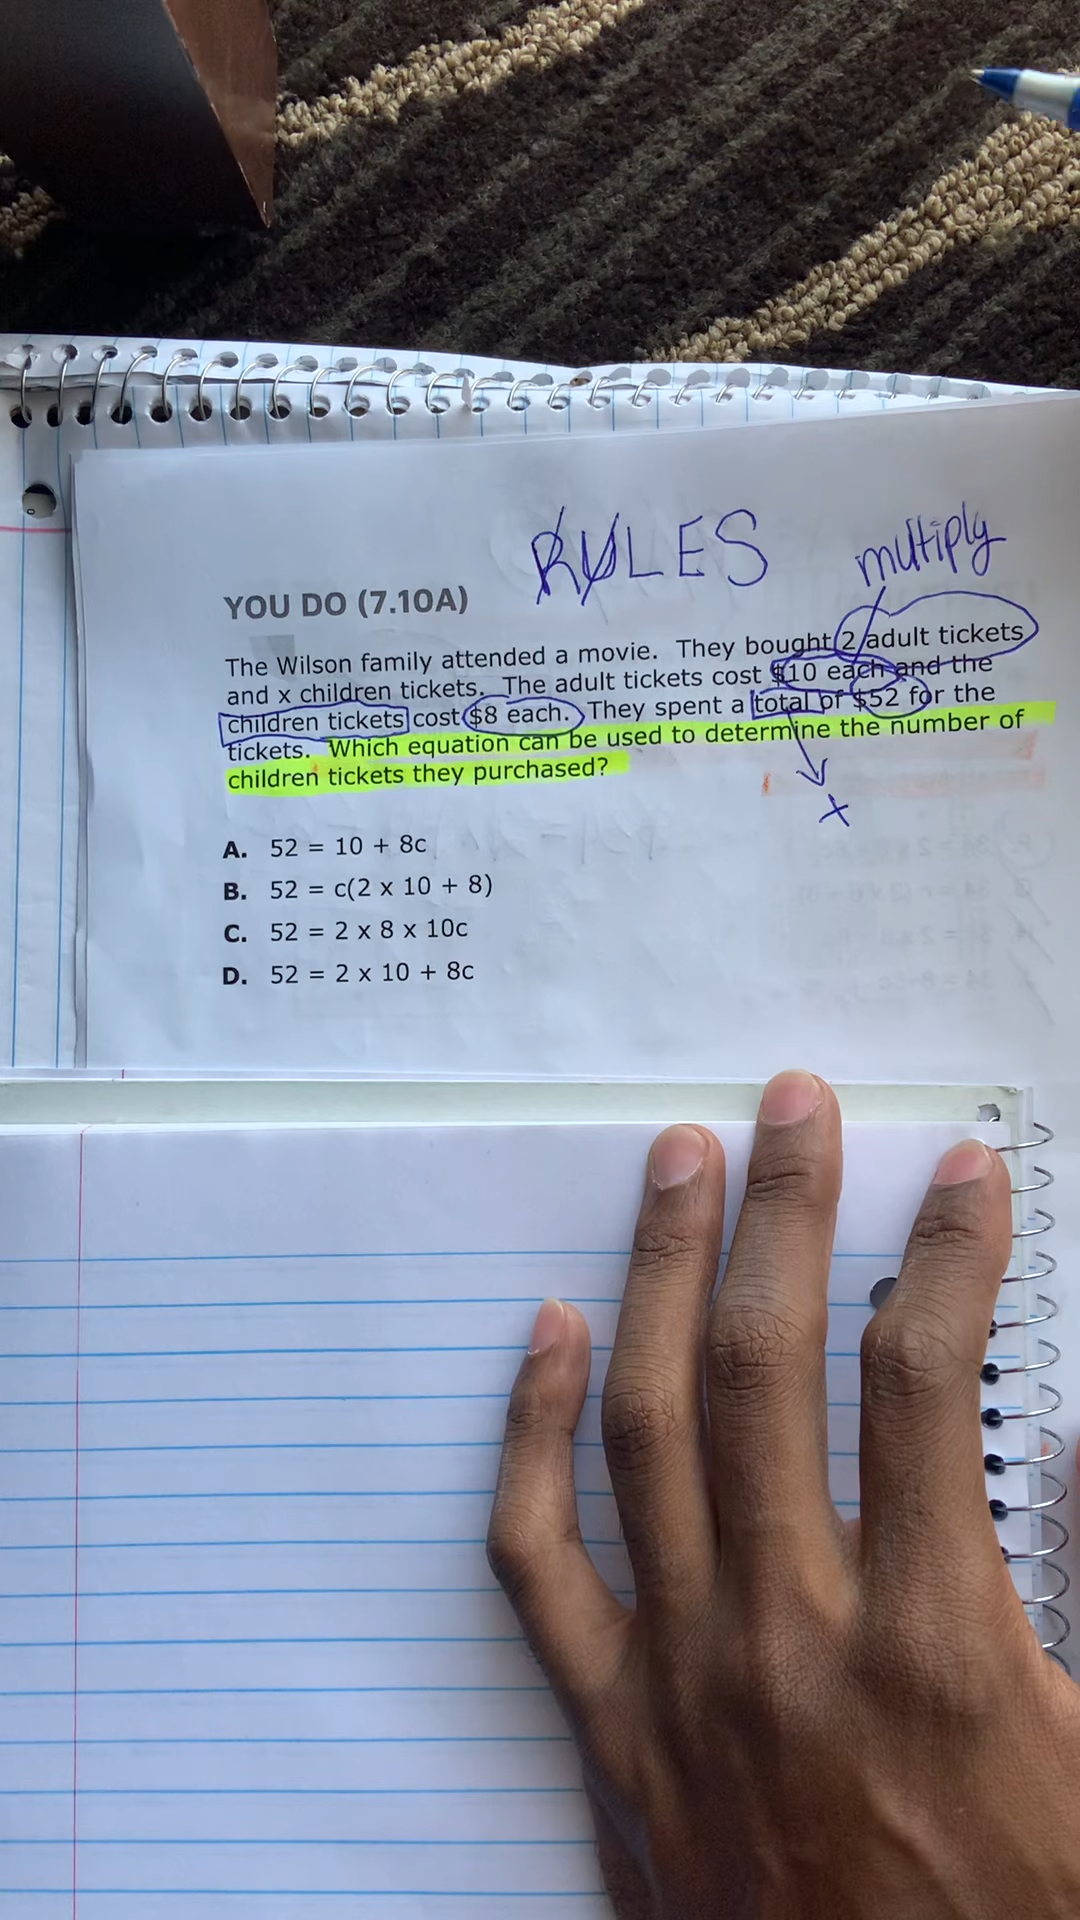 RULES
multiply
YOU DO (7.10A)
The Wilson family attended a movie. They bought 2 adult tickets
and x children tickets. The adult tickets cost $10 each and the
children tickets cost $8 each. They spent a total of $52 for the
tickets. Which equation can be used to determine the number of
children tickets they purchased?
x
A. 52 = 10 + 8c
B. 52 = c(2 x 10 + 8)
C. 52 = 2 x 8 x 10c
D. 52 = 2 x 10 + 8c